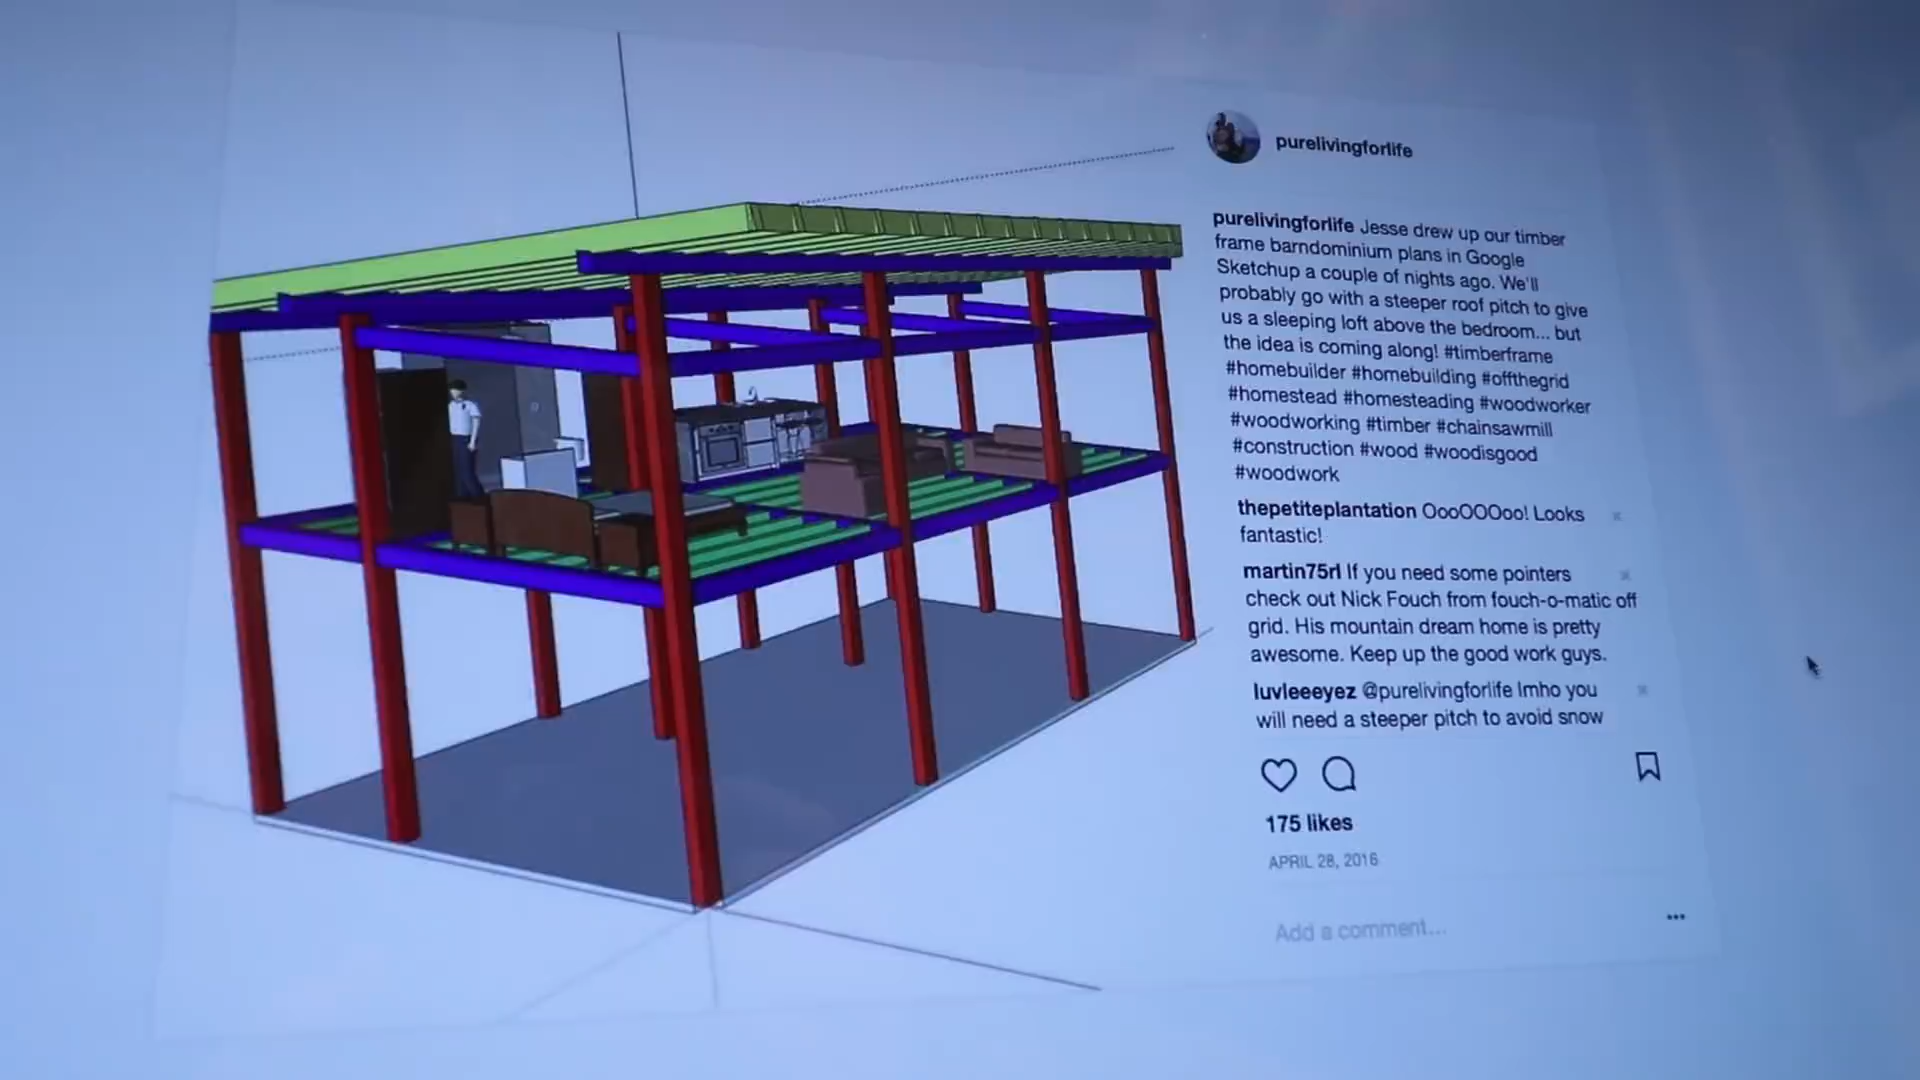 purelivingforlife
purelivingforlife Jesse drew up our timber
frame barndominium plans in Google
Sketchup a couple of nights ago. We'll
probably go with a steeper roof pitch to give
us a sleeping loft above the bedroom... but
the idea is coming along! #timberframe
#homebuilder #homebuilding #offthegrid
#homestead #homesteading #woodworker
#woodworking #timber #chainsawmill
#construction #wood #woodisgood
#woodwork
thepetiteplantation OooOOOoo! Looks
fantastic!
martin75rl If you need some pointers
check out Nick Fouch from fouch-o-matic off
grid. His mountain dream home is pretty
awesome. Keep up the good work guys.
luvleeeyez @purelivingforlife Imho you
will need a steeper pitch to avoid snow
175 likes
APRIL 28, 2016
Add a comment...